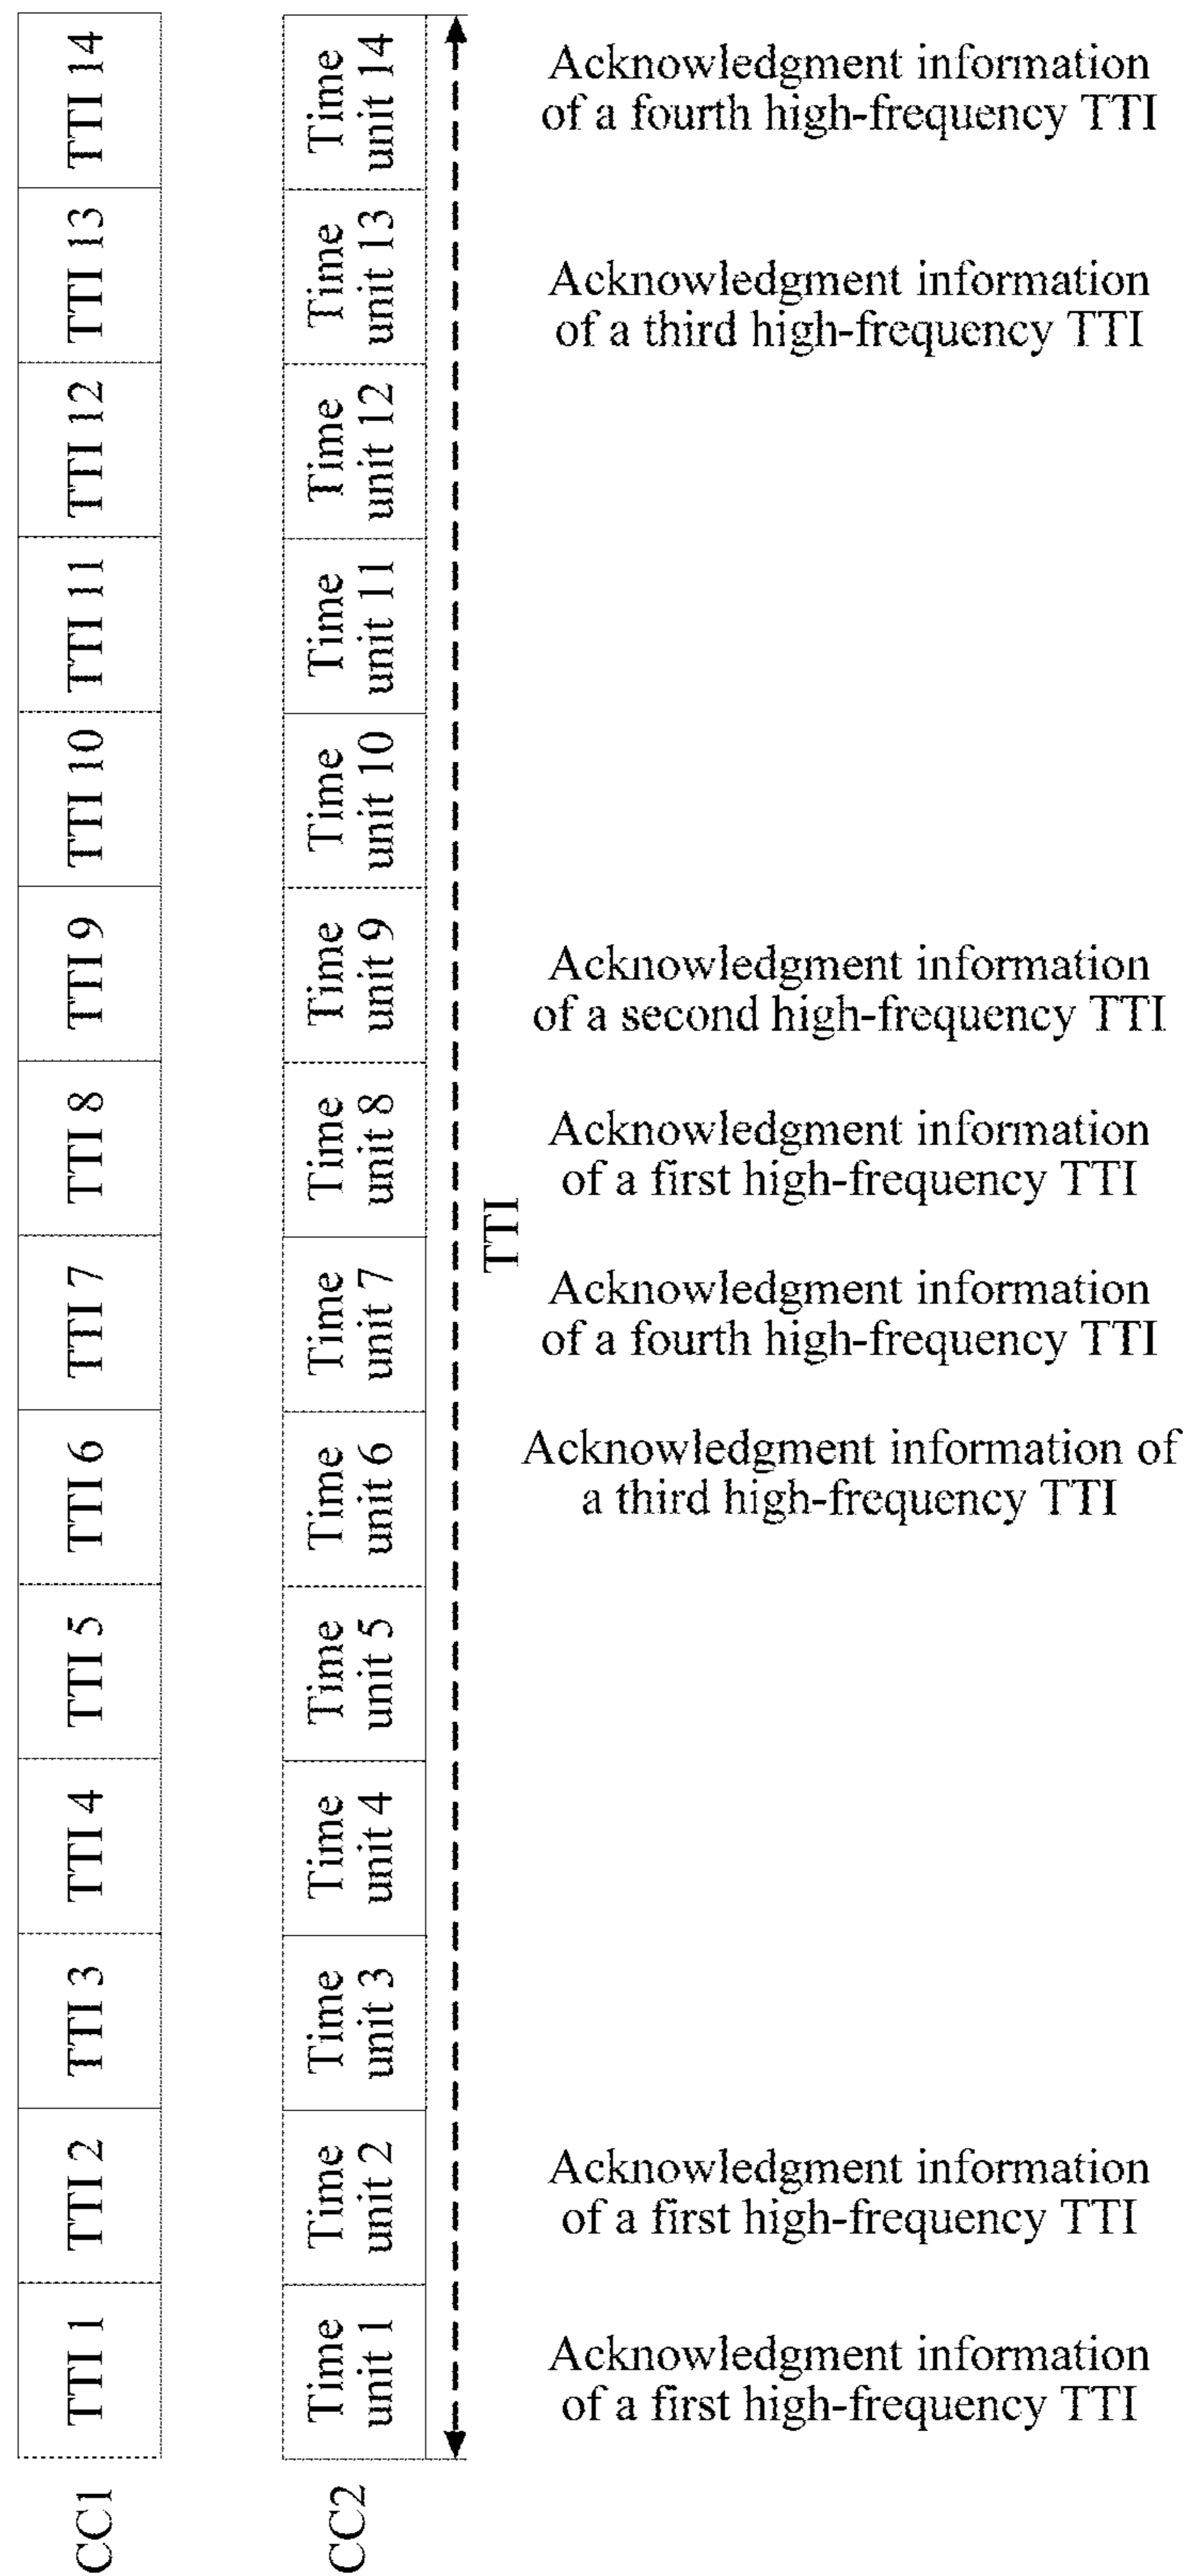 TTI 14
TTI 13
TTI 12
TTI 11
TTI 10
TTI 9
TTI 8
TTI 7
TTI 6
TTI 5
TTI 4
TTI 3
TTI 2
TTI 1
CC1
Time
unit 14
Time
unit 13
Time
unit 12
Time
unit 11
Time
unit 10
Time
unit 9
Time
unit 8
Time
unit 7
Time
unit 6
Time
unit 5
Time
unit 4
Time
unit 3
Time
unit 2
Time
unit 1
CC2
TTI
Acknowledgment information
of a fourth high-frequency TTI
Acknowledgment information
of a third high-frequency TTI
Acknowledgment information
of a second high-frequency TTI
Acknowledgment information
of a first high-frequency TTI
Acknowledgment information
of a fourth high-frequency TTI
Acknowledgment information of
a third high-frequency TTI
Acknowledgment information
of a first high-frequency TTI
Acknowledgment information
of a first high-frequency TTI